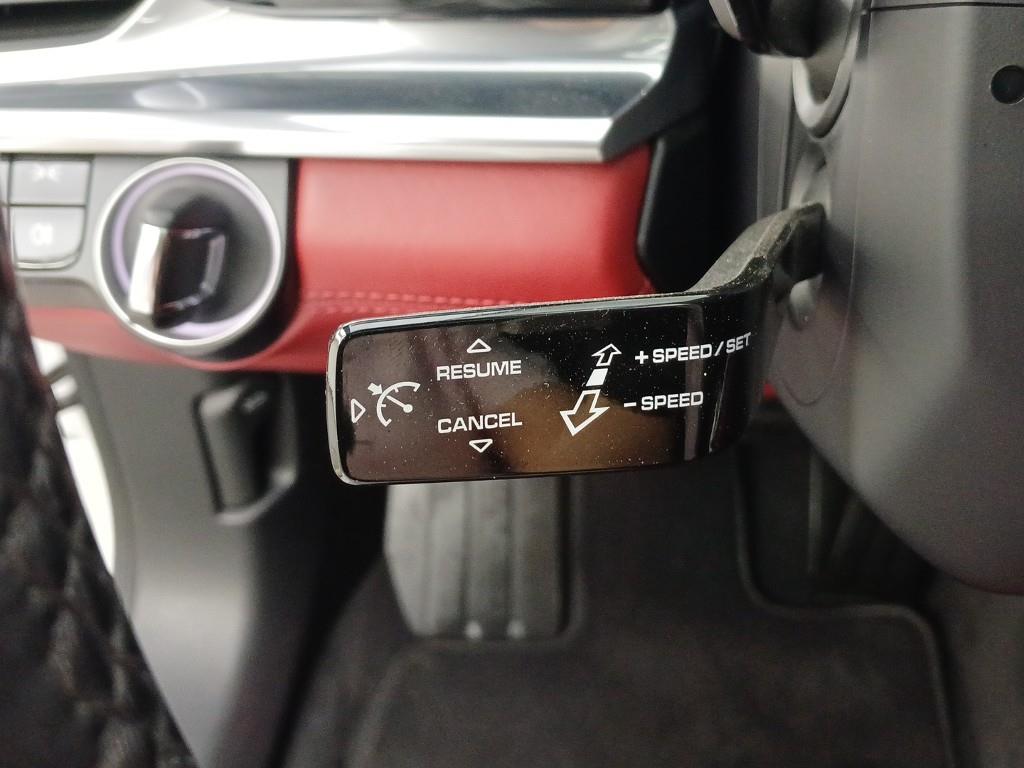 RESUME
+ SPEED / SET
– SPEED
CANCEL